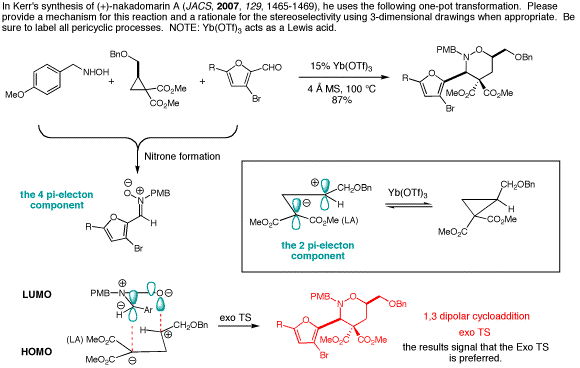 In Kerr's synthesis of (+)-nakadomarin A (JACS, 2007, 129, 1465-1469), he uses the following one-pot transformation. Please
provide a mechanism for this reaction and a rationale for the stereoselectivity using 3-dimensional drawings when appropriate. Be
sure to label all pericyclic processes. NOTE: Yb(OTf)₃ acts as a Lewis acid.
NHOH
MeO
+
BnO
CO₂Me
CO₂Me
+
R
O
CHO
Br
15% Yb(OTf)₃
4 Å MS, 100 °C
87%
PMB
N
O
OBn
R
O
Br
MeO₂C
CO₂Me
Nitrone formation
the 4 pi-electon
component
⊖
O
⊕
N
PMB
R
O
H
Br
⊕
CH₂OBn
H
MeO₂C
⊖
CO₂Me (LA)
the 2 pi-electon
component
Yb(OTf)₃
CH₂OBn
H
MeO₂C
CO₂Me
LUMO
⊕
PMB-N
O⊖
H
⊖
Ar
HOMO
(LA)
MeO₂C
MeO₂C
⊖
H
CH₂OBn
⊕
exo TS
PMB
N
O
OBn
R
O
Br
MeO₂C
CO₂Me
1,3 dipolar cycloaddition
exo TS
the results signal that the Exo TS
is preferred.